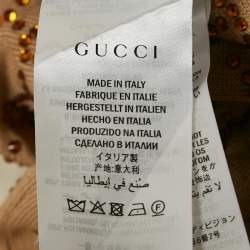 GUCCI
MADE IN ITALY
FABRIQUE EN ITALIE
HERGESTELLT IN ITALIEN
HECHO EN ITALIA
PRODUZIDO NA ITALIA
СДЕЛАНО В ИТАЛИИ
イタリア製
产地:意大利
صنع في إيطاليا